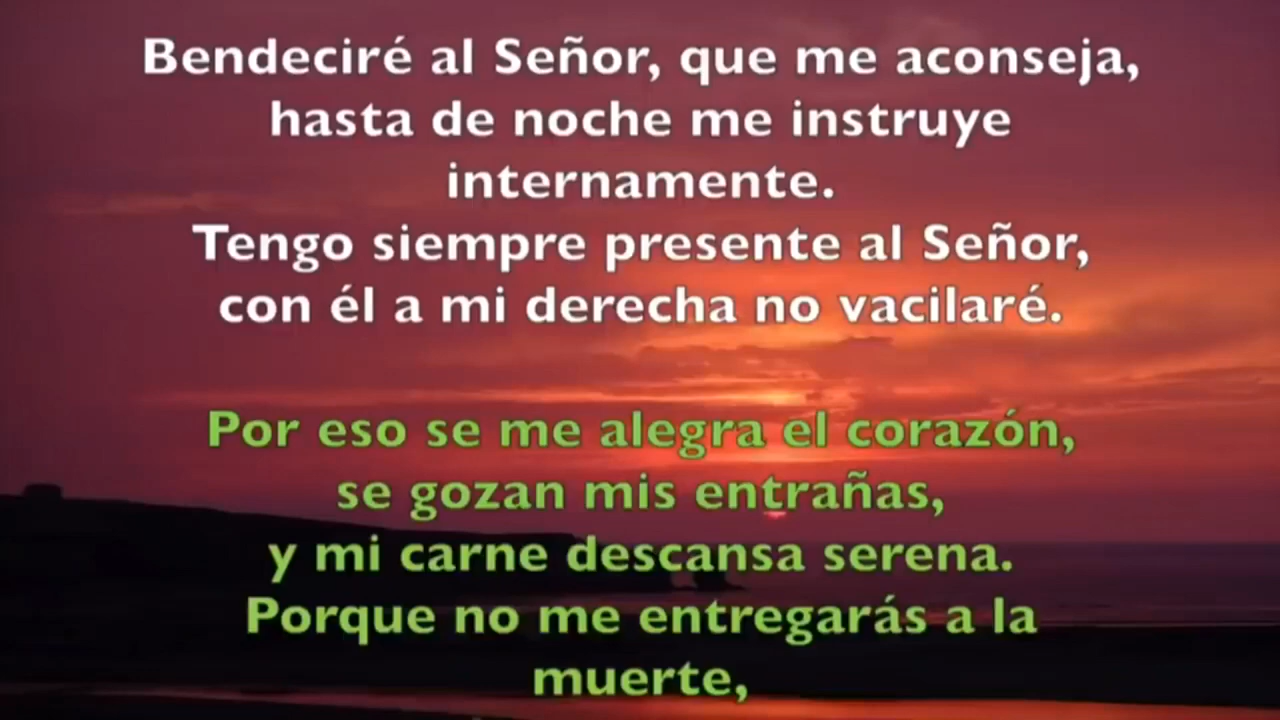 Bendeciré al Señor, que me aconseja,
hasta de noche me instruye
internamente.
Tengo siempre presente al Señor,
con él a mi derecha no vacilaré.
Por eso se me alegra el corazón,
se gozan mis entrañas,
y mi carne descansa serena.
Porque no me entregarás a la
muerte,